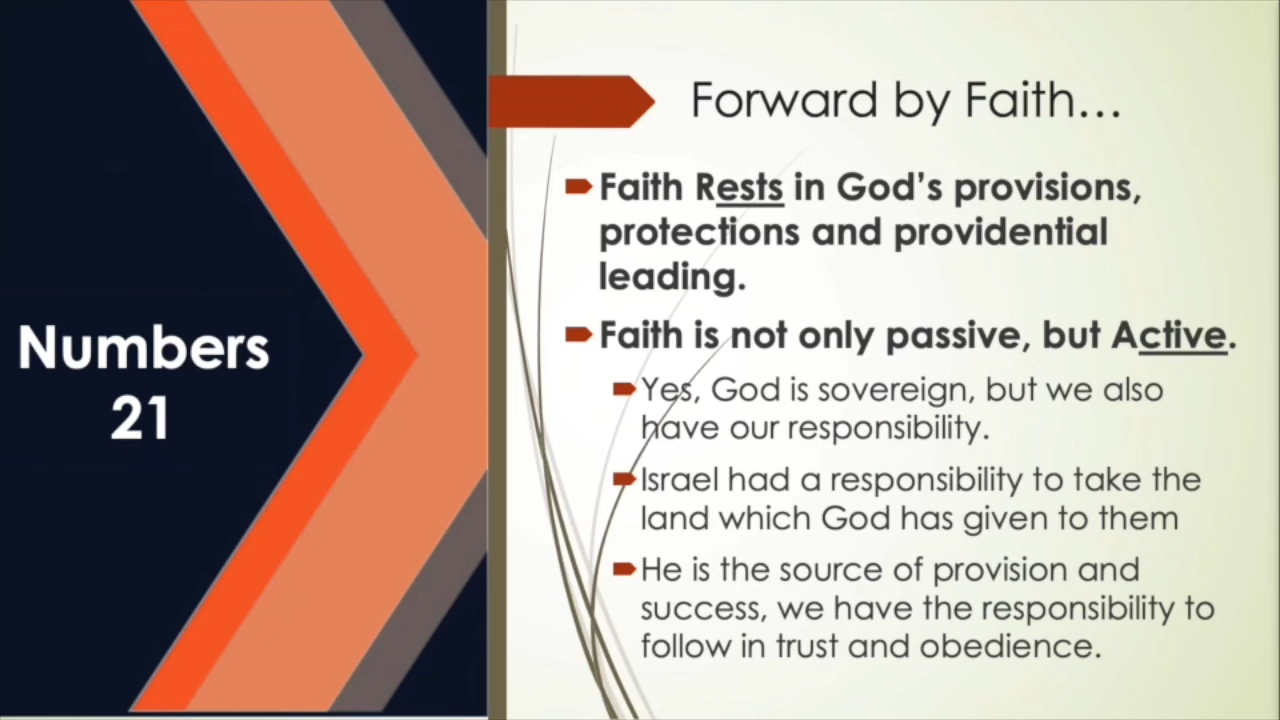 Numbers
21
Forward by Faith...
Faith Rests in God's provisions,
protections and providential
leading.
Faith is not only passive, but Active.
Yes, God is sovereign, but we also
have our responsibility.
Israel had a responsibility to take the
land which God has given to them
He is the source of provision and
success, we have the responsibility to
follow in trust and obedience.